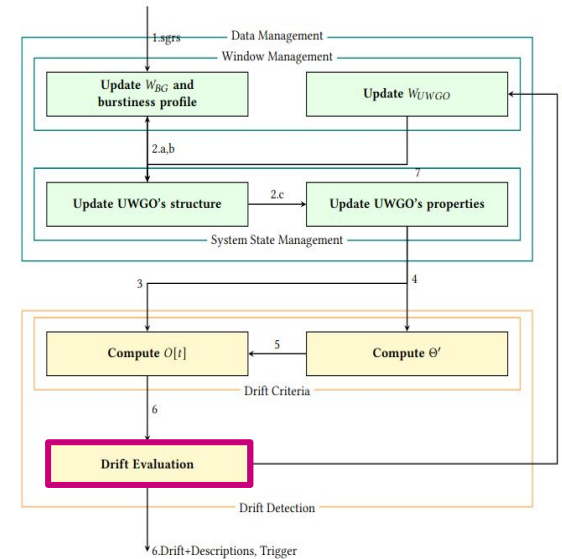 1.sgrs
Data Management
Window Management
Update W_BG and
burstiness profile
Update W_UWGO
2.a,b
7
Update UWGO's structure
2.c
Update UWGO's properties
System State Management
3
4
Compute O[t]
5
Compute Θ′
Drift Criteria
6
Drift Evaluation
Drift Detection
6.Drift+Descriptions, Trigger